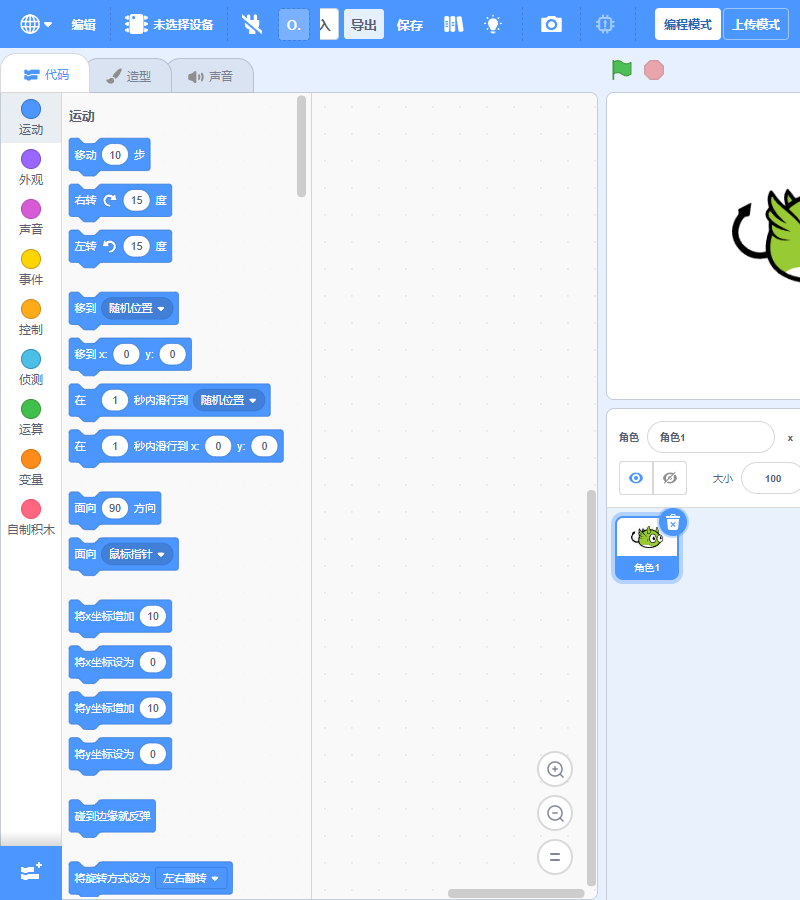 编辑
未选择设备
O.
入
导出
保存
编程模式
上传模式
代码
造型
声音
运动
外观
声音
事件
控制
侦测
运算
变量
自制积木
运动
移动 10 步
右转 15 度
左转 15 度
移到 随机位置
移到 x: 0 y: 0
在 1 秒内滑行到 随机位置
在 1 秒内滑行到 x: 0 y: 0
面向 90 方向
面向 鼠标指针
将x坐标增加 10
将x坐标设为 0
将y坐标增加 10
将y坐标设为 0
碰到边缘就反弹
将旋转方式设为 左右翻转
角色 角色1 x
大小 100
角色1